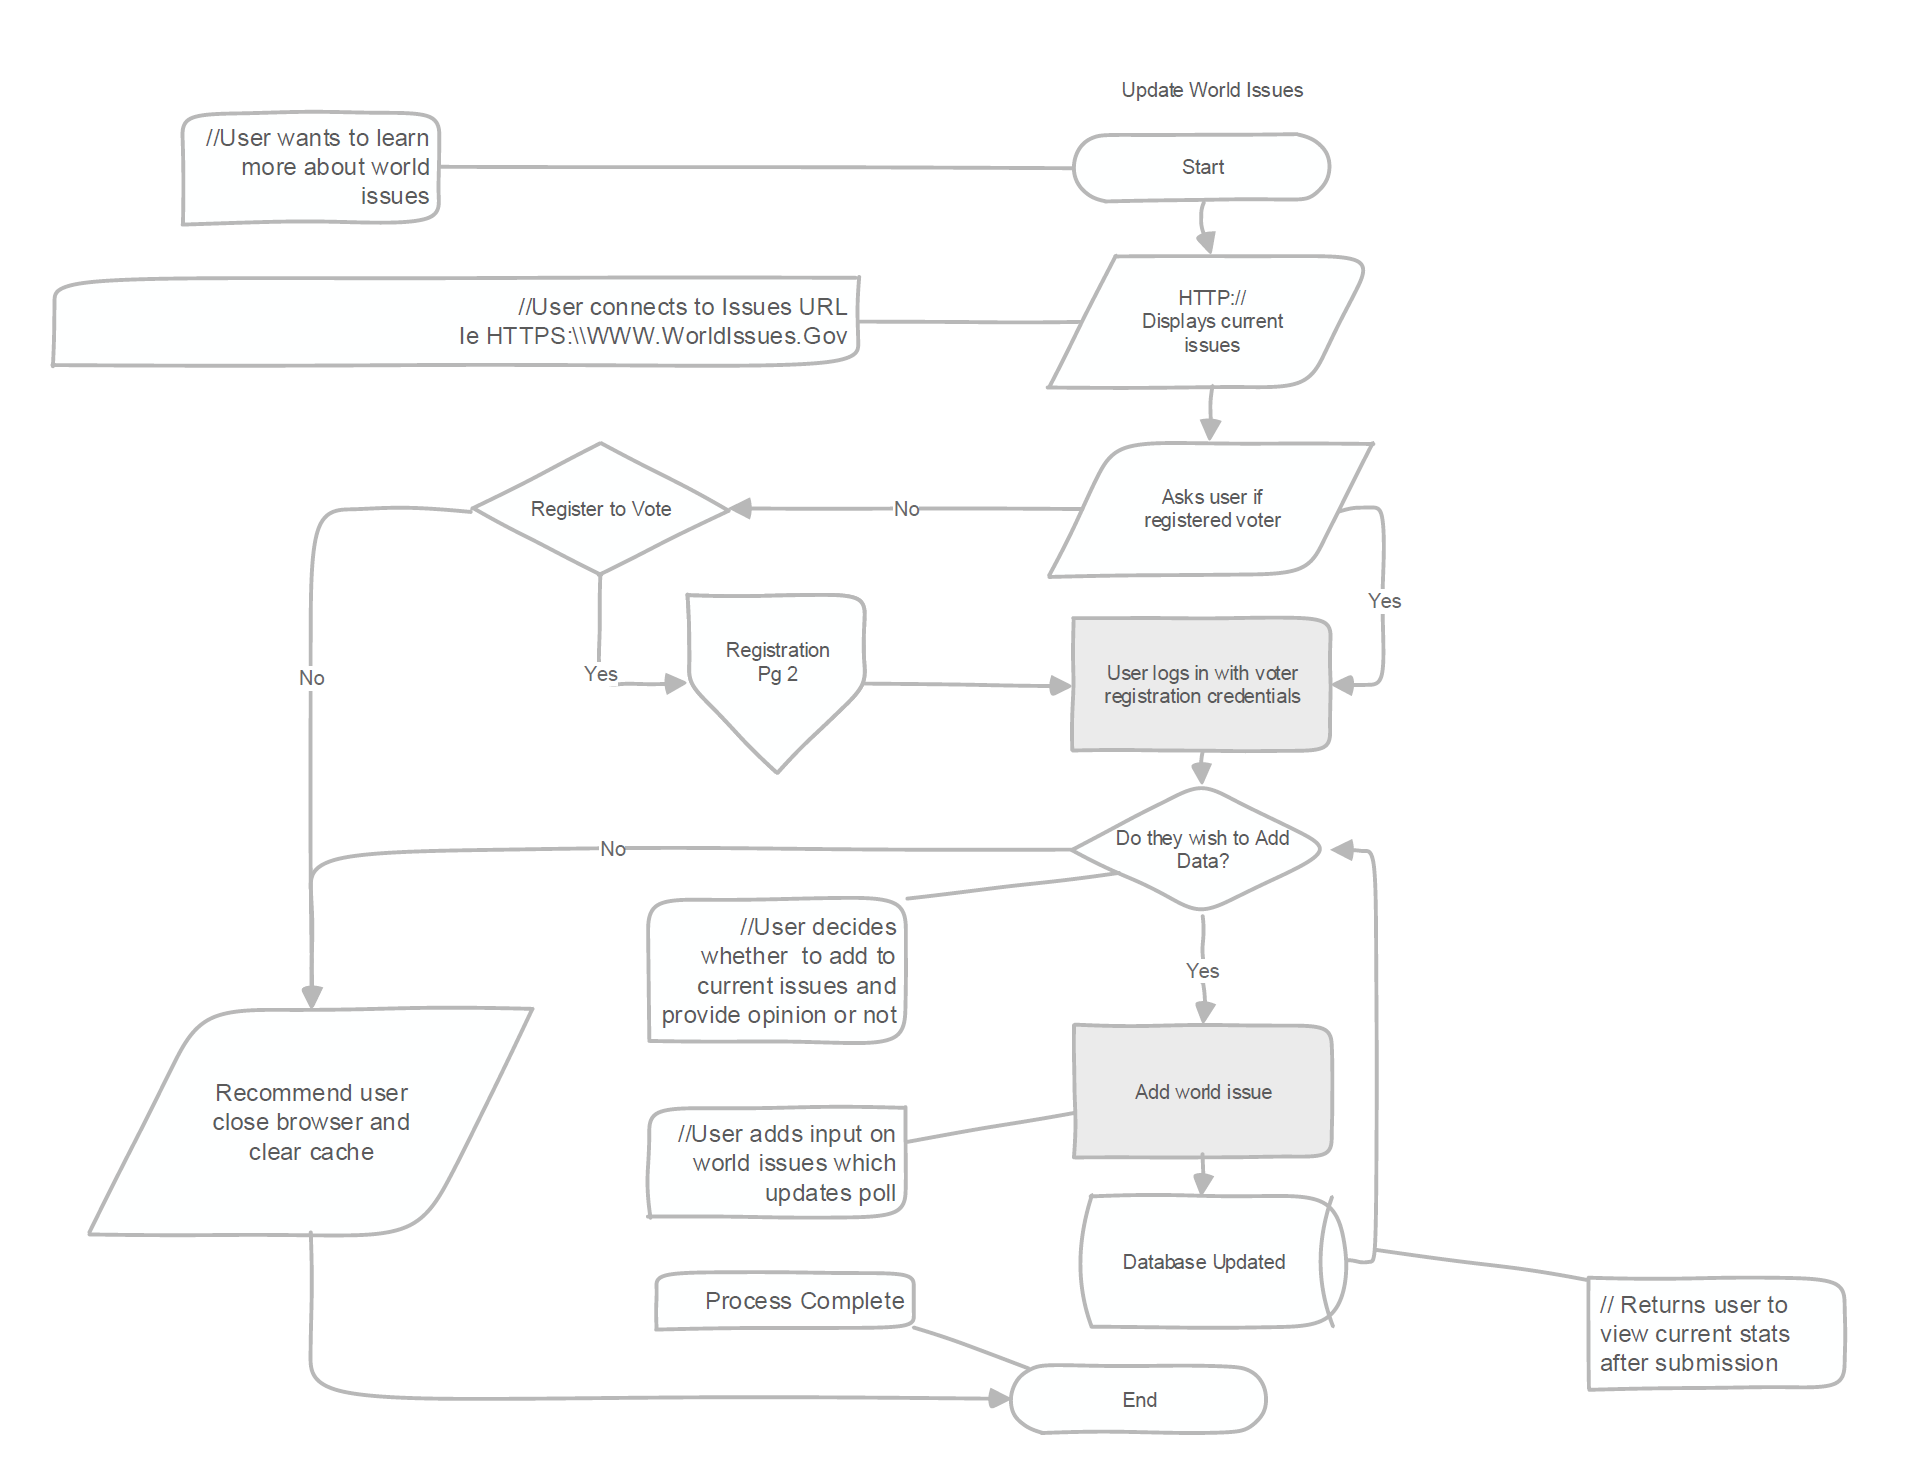 Update World Issues
//User wants to learn
more about world
issues
Start
//User connects to Issues URL
Ie HTTPS:\\WWW.WorldIssues.Gov
HTTP://
Displays current
issues
Register to Vote
No
Asks user if
registered voter
Yes
No
Yes
Registration
Pg 2
User logs in with voter
registration credentials
No
Do they wish to Add
Data?
//User decides
whether  to add to
current issues and
provide opinion or not
Yes
Recommend user
close browser and
clear cache
Add world issue
//User adds input on
world issues which
updates poll
Database Updated
Process Complete
// Returns user to
view current stats
after submission
End